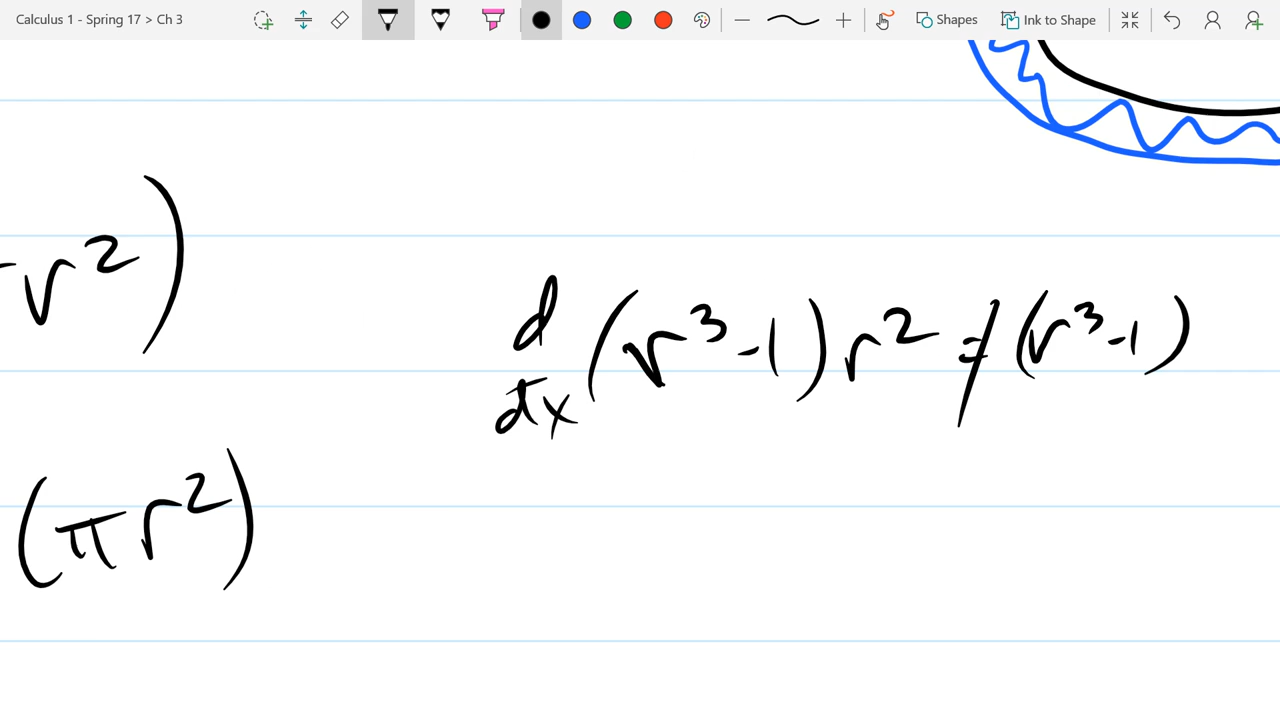 Calculus 1 - Spring 17 > Ch 3
Shapes
Ink to Shape
r²)
d/dx (r³-1) r² ≠ (r³-1)
(πr²)